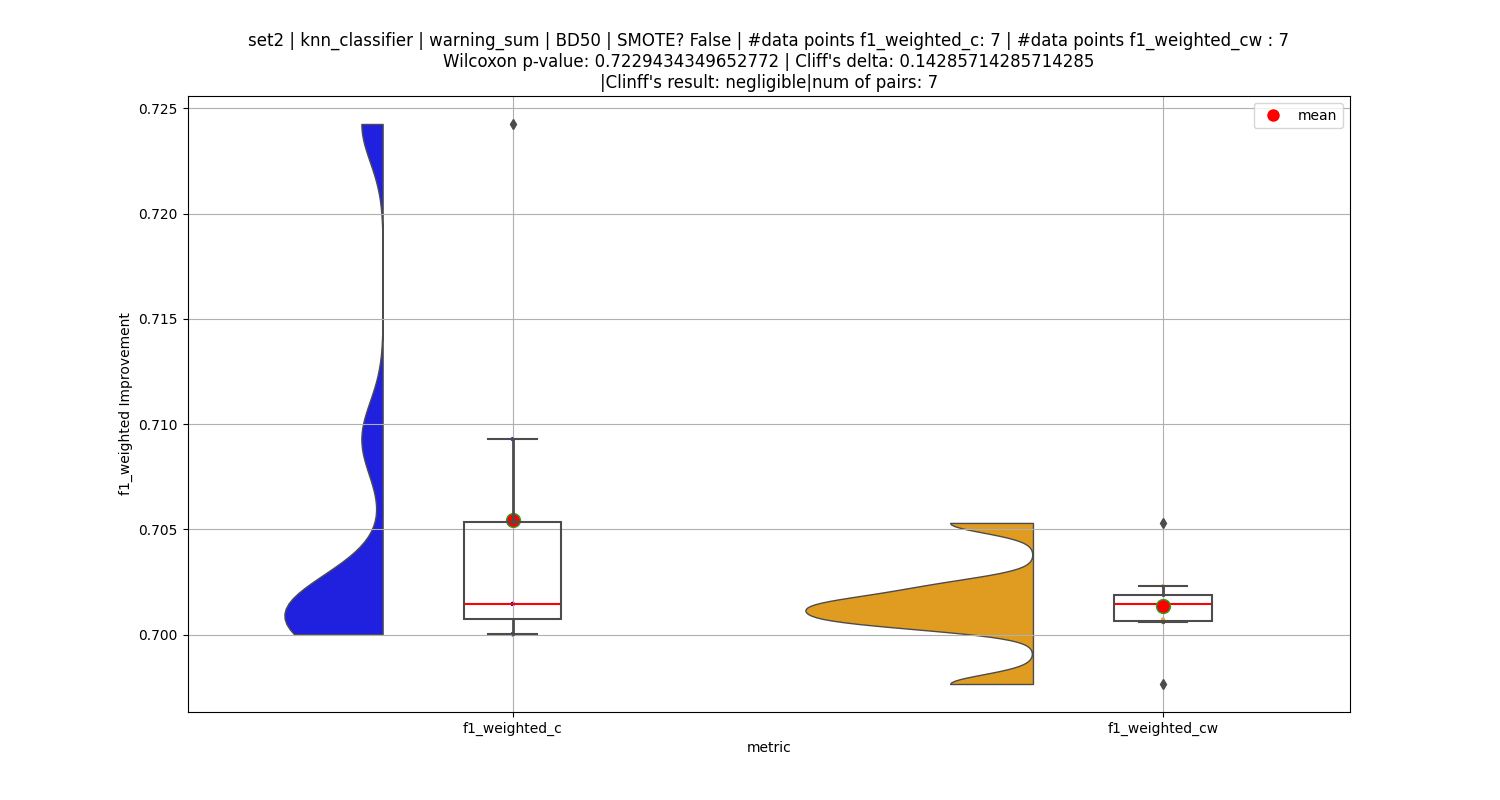 set2 | knn_classifier | warning_sum | BD50 | SMOTE? False | #data points f1_weighted_c: 7 | #data points f1_weighted_cw : 7
Wilcoxon p-value: 0.7229434349652772 | Cliff's delta: 0.14285714285714285
|Clinff's result: negligible|num of pairs: 7
mean
0.725
0.720
0.715
0.710
0.705
0.700
f1_weighted Improvement
f1_weighted_c
f1_weighted_cw
metric